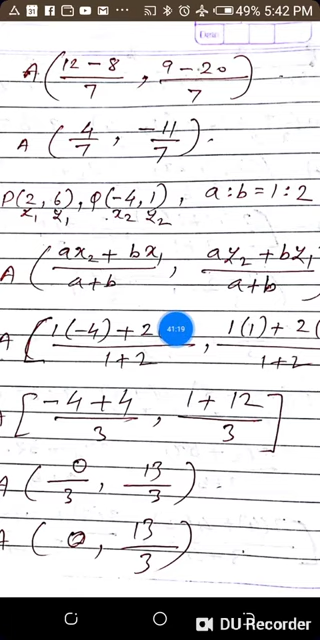 31 49% 5:42 PM
Date:
A (12-8/7, 9-20/7)
A (4/7, -11/7).
P(2, 6), Q(-4, 1), a:b = 1:2
x₁ y₁ x₂ y₂
A (ax₂ + bx₁/a+b, ay₂ + by₁/a+b)
A [1(-4)+2 /1+2, 1(1)+2(/1+2
[-4+4/3, 1+12/3]
A (0/3, 13/3).
A (0, 13/3)
41:19
DU Recorder